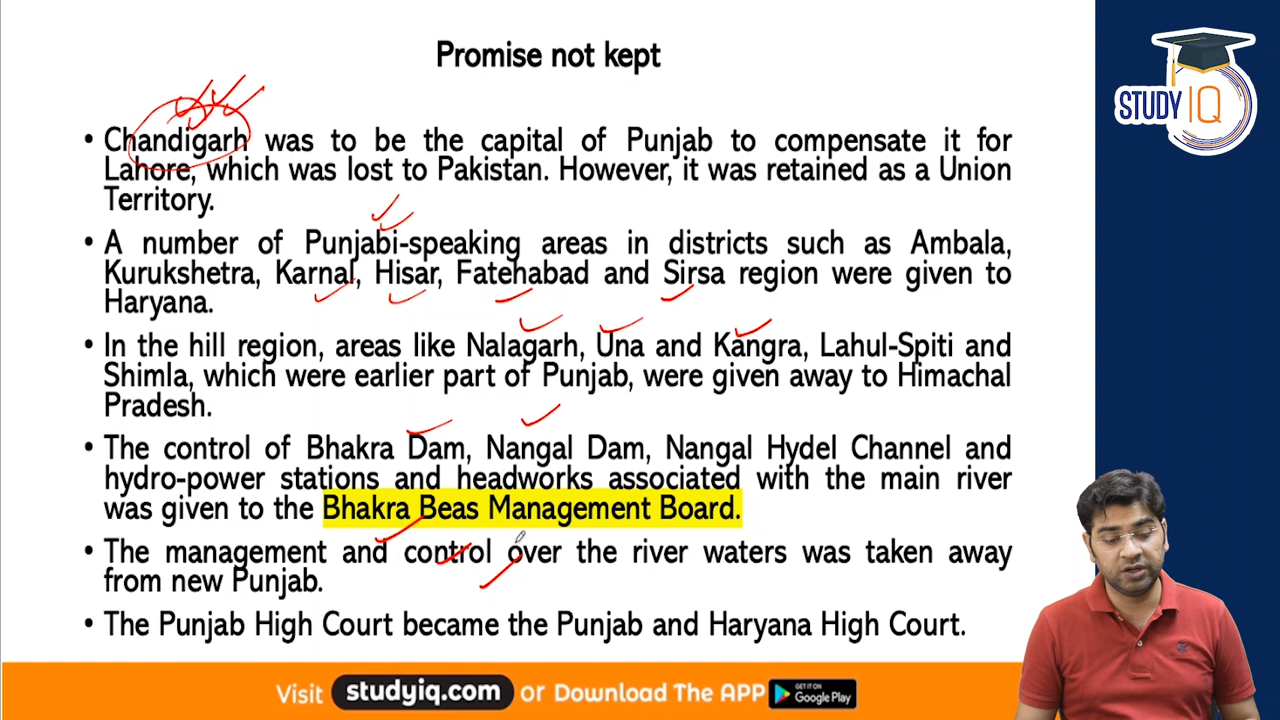 Promise not kept
STUDY IQ
• Chandigarh was to be the capital of Punjab to compensate it for
Lahore, which was lost to Pakistan. However, it was retained as a Union
Territory.
• A number of Punjabi-speaking areas in districts such as Ambala,
Kurukshetra, Karnal, Hisar, Fatehabad and Sirsa region were given to
Haryana.
• In the hill region, areas like Nalagarh, Una and Kangra, Lahul-Spiti and
Shimla, which were earlier part of Punjab, were given away to Himachal
Pradesh.
• The control of Bhakra Dam, Nangal Dam, Nangal Hydel Channel and
hydro-power stations and headworks associated with the main river
was given to the Bhakra Beas Management Board.
• The management and control over the river waters was taken away
from new Punjab.
• The Punjab High Court became the Punjab and Haryana High Court.
Visit studyiq.com or Download The APP GET IT ON Google Play